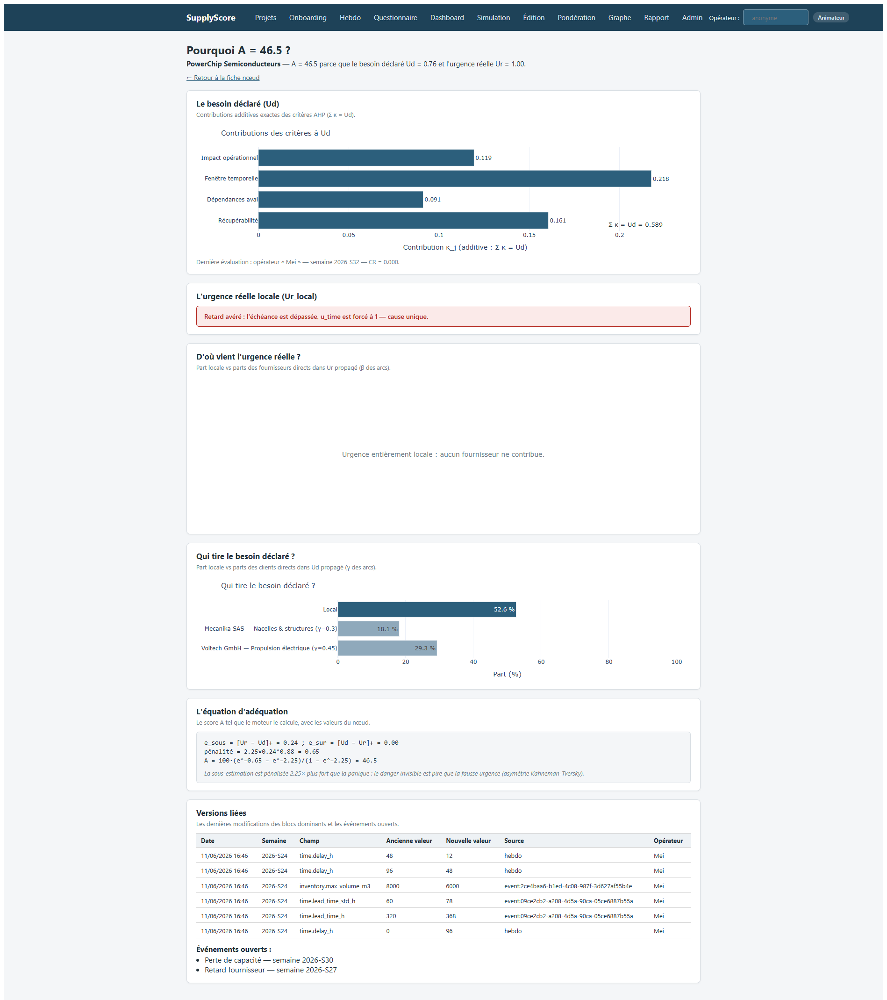 SupplyScore Projets Onboarding Hebdo Questionnaire Dashboard Simulation Édition Pondération Graphe Rapport Admin Opérateur : anonyme Animateur
Pourquoi A = 46.5 ?
PowerChip Semiconducteurs — A = 46.5 parce que le besoin déclaré Ud = 0.76 et l'urgence réelle Ur = 1.00.
← Retour à la fiche nœud
Le besoin déclaré (Ud)
Contributions additives exactes des critères AHP (Σ κ = Ud).
Contributions des critères à Ud
Impact opérationnel 0.119
Fenêtre temporelle 0.218
Dépendances aval 0.091
Récupérabilité 0.161
Σ κ = Ud = 0.589
0 0.05 0.1 0.15 0.2
Contribution κ_j (additive : Σ κ = Ud)
Dernière évaluation : opérateur « Mei » — semaine 2026-S32 — CR = 0.000.
L'urgence réelle locale (Ur_local)
Retard avéré : l'échéance est dépassée, u_time est forcé à 1 — cause unique.
D'où vient l'urgence réelle ?
Part locale vs parts des fournisseurs directs dans Ur propagé (β des arcs).
Urgence entièrement locale : aucun fournisseur ne contribue.
Qui tire le besoin déclaré ?
Part locale vs parts des clients directs dans Ud propagé (γ des arcs).
Qui tire le besoin déclaré ?
Local 52.6 %
Mecanika SAS — Nacelles & structures (γ=0.3) 18.1 %
Voltech GmbH — Propulsion électrique (γ=0.45) 29.3 %
0 20 40 60 80 100
Part (%)
L'équation d'adéquation
Le score A tel que le moteur le calcule, avec les valeurs du nœud.
e_sous = [Ur − Ud]+ = 0.24 ; e_sur = [Ud − Ur]+ = 0.00
pénalité = 2.25×0.24^0.88 = 0.65
A = 100·(e^−0.65 − e^−2.25)/(1 − e^−2.25) = 46.5
La sous-estimation est pénalisée 2.25× plus fort que la panique : le danger invisible est pire que la fausse urgence (asymétrie Kahneman-Tversky).
Versions liées
Les dernières modifications des blocs dominants et les événements ouverts.
Date Semaine Champ Ancienne valeur Nouvelle valeur Source Opérateur
11/06/2026 16:46 2026-S24 time.delay_h 48 12 hebdo Mei
11/06/2026 16:46 2026-S24 time.delay_h 96 48 hebdo Mei
11/06/2026 16:46 2026-S24 inventory.max_volume_m3 8000 6000 event:2ce4baa6-b1ed-4c08-987f-3d627af55b4e Mei
11/06/2026 16:46 2026-S24 time.lead_time_std_h 60 78 event:09ce2cb2-a208-4d5a-90ca-05ce6887b55a Mei
11/06/2026 16:46 2026-S24 time.lead_time_h 320 368 event:09ce2cb2-a208-4d5a-90ca-05ce6887b55a Mei
11/06/2026 16:46 2026-S24 time.delay_h 0 96 hebdo Mei
Événements ouverts :
• Perte de capacité — semaine 2026-S30
• Retard fournisseur — semaine 2026-S27